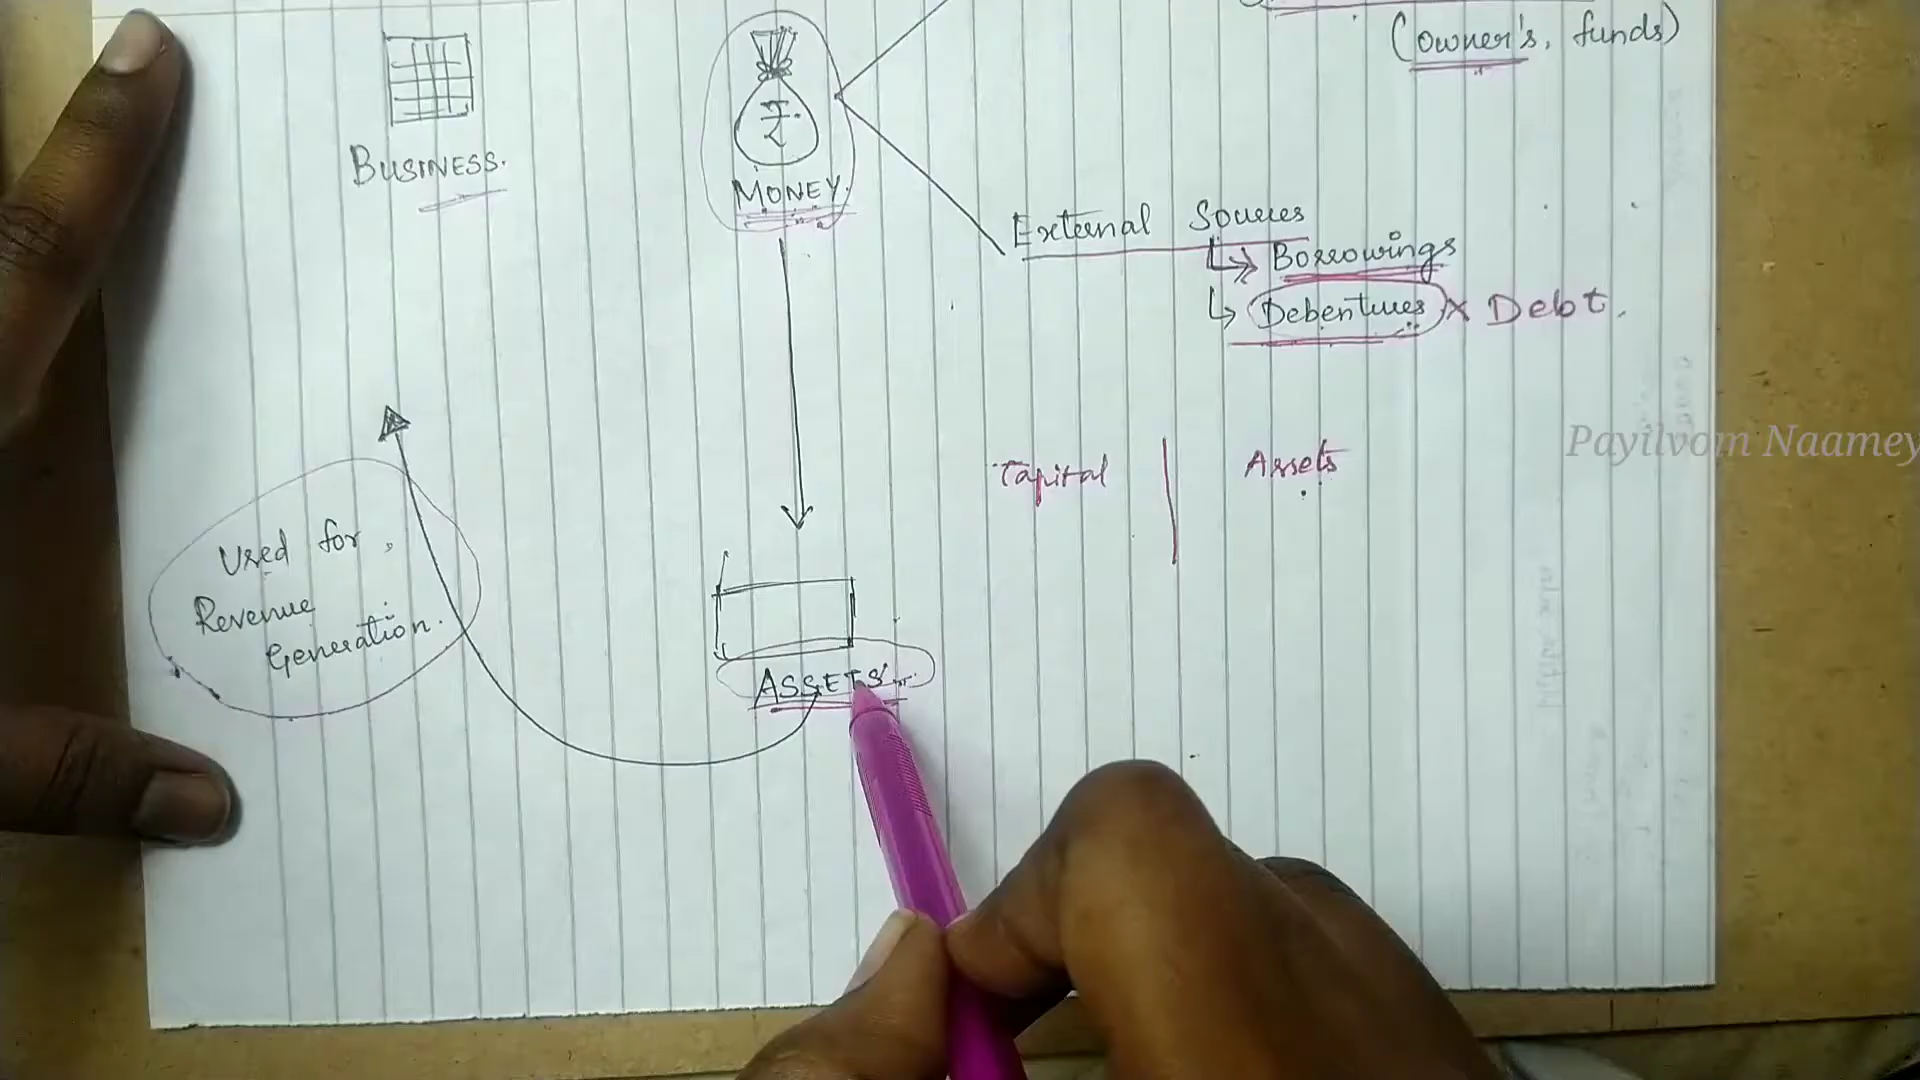 (owner's, funds)
₹
BUSINESS.
MONEY.
External Sources
Borrowings
Debentures x Debt.
Capital | Assets
Payilvom Naamey
Used for,
Revenue
Generation.
ASSETS